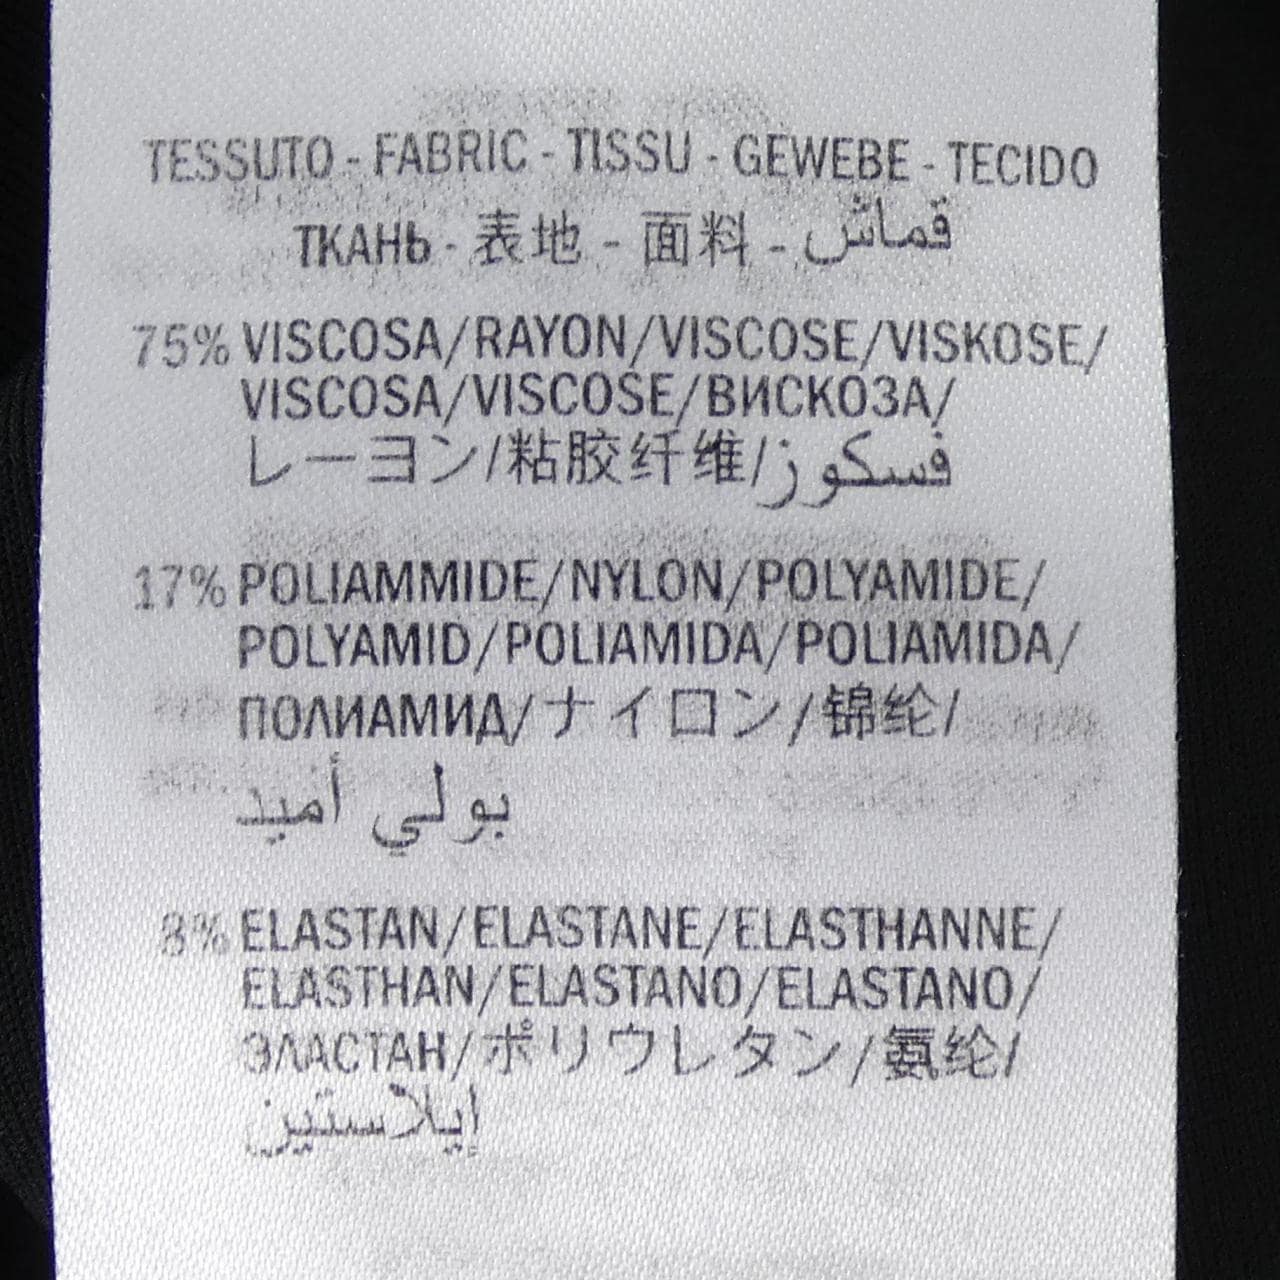 TESSUTO - FABRIC - TISSU - GEWEBE - TECIDO
ТКАНЬ - 表地 - 面料 - قماش
75% VISCOSA/RAYON/VISCOSE/VISKOSE/
VISCOSA/VISCOSE/ВИСКОЗА/
レーヨン/粘胶纤维/فسكوز
17% POLIAMMIDE/NYLON/POLYAMIDE/
POLYAMID/POLIAMIDA/POLIAMIDA/
ПОЛИАМИД/ナイロン/锦纶/
بولي أميد
8% ELASTAN/ELASTANE/ELASTHANNE/
ELASTHAN/ELASTANO/ELASTANO/
ЭЛАСТАН/ポリウレタン/氨纶/
إيلاستين